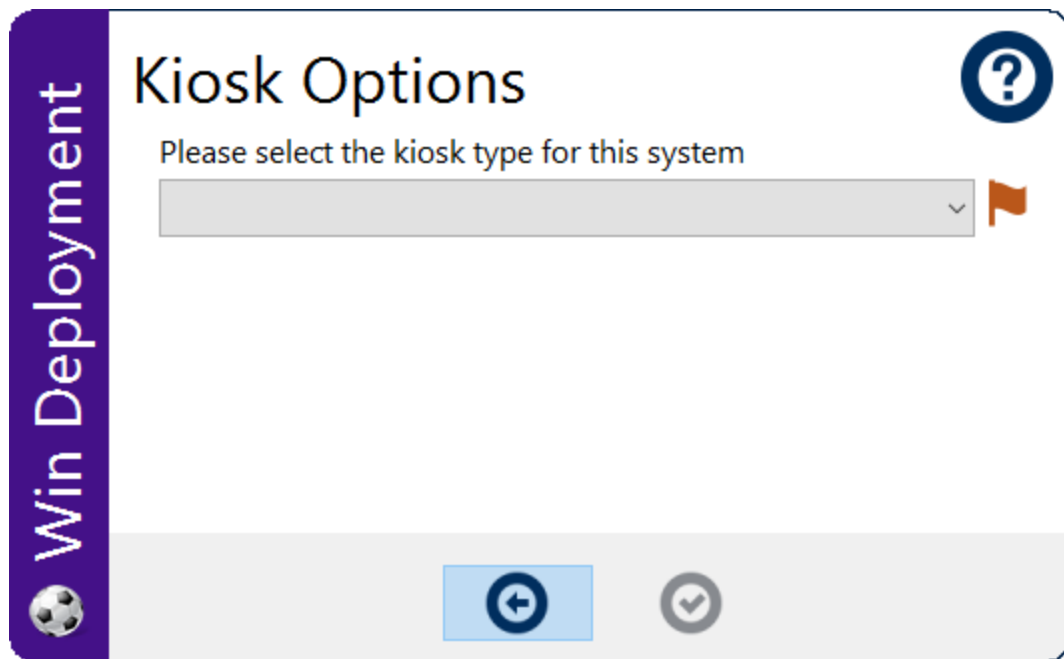 Win Deployment
Kiosk Options
Please select the kiosk type for this system